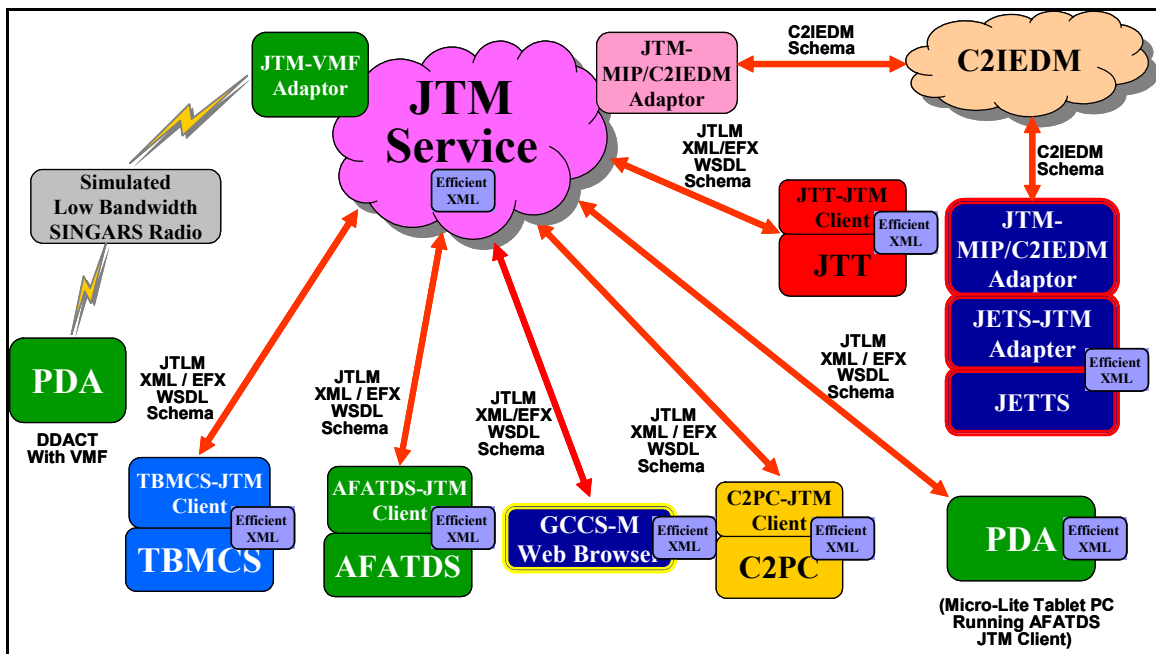 JTM-VMF
Adaptor
JTM
Service
Efficient
XML
JTM-
MIP/C2IEDM
Adaptor
C2IEDM
Schema
C2IEDM
C2IEDM
Schema
Simulated
Low Bandwidth
SINGARS Radio
JTLM
XML/EFX
WSDL
Schema
JTT-JTM
Client
Efficient
XML
JTT
JTM-
MIP/C2IEDM
Adaptor
JETS-JTM
Adapter
Efficient
XML
JETTS
PDA
DDACT
With VMF
JTLM
XML / EFX
WSDL
Schema
JTLM
XML / EFX
WSDL
Schema
JTLM
XML/EFX
WSDL
Schema
JTLM
XML / EFX
WSDL
Schema
JTLM
XML / EFX
WSDL
Schema
TBMCS-JTM
Client
Efficient
XML
TBMCS
AFATDS-JTM
Client
Efficient
XML
AFATDS
GCCS-M
Web Browser
Efficient
XML
C2PC-JTM
Client
Efficient
XML
C2PC
PDA
Efficient
XML
(Micro-Lite Tablet PC
Running AFATDS
JTM Client)